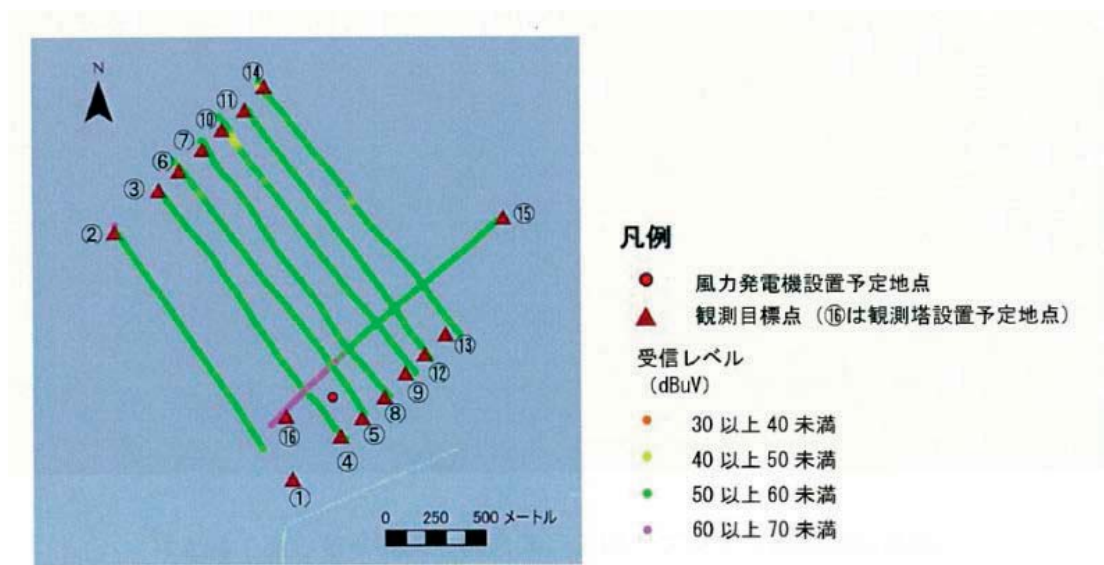 N
⑭
⑪
⑩
⑦
⑥
③
②
⑮
⑬
⑫
⑨
⑧
⑤
④
⑯
①
0 250 500 メートル
凡例
風力発電機設置予定地点
観測目標点（⑯は観測塔設置予定地点）
受信レベル
（dBuV）
30 以上 40 未満
40 以上 50 未満
50 以上 60 未満
60 以上 70 未満